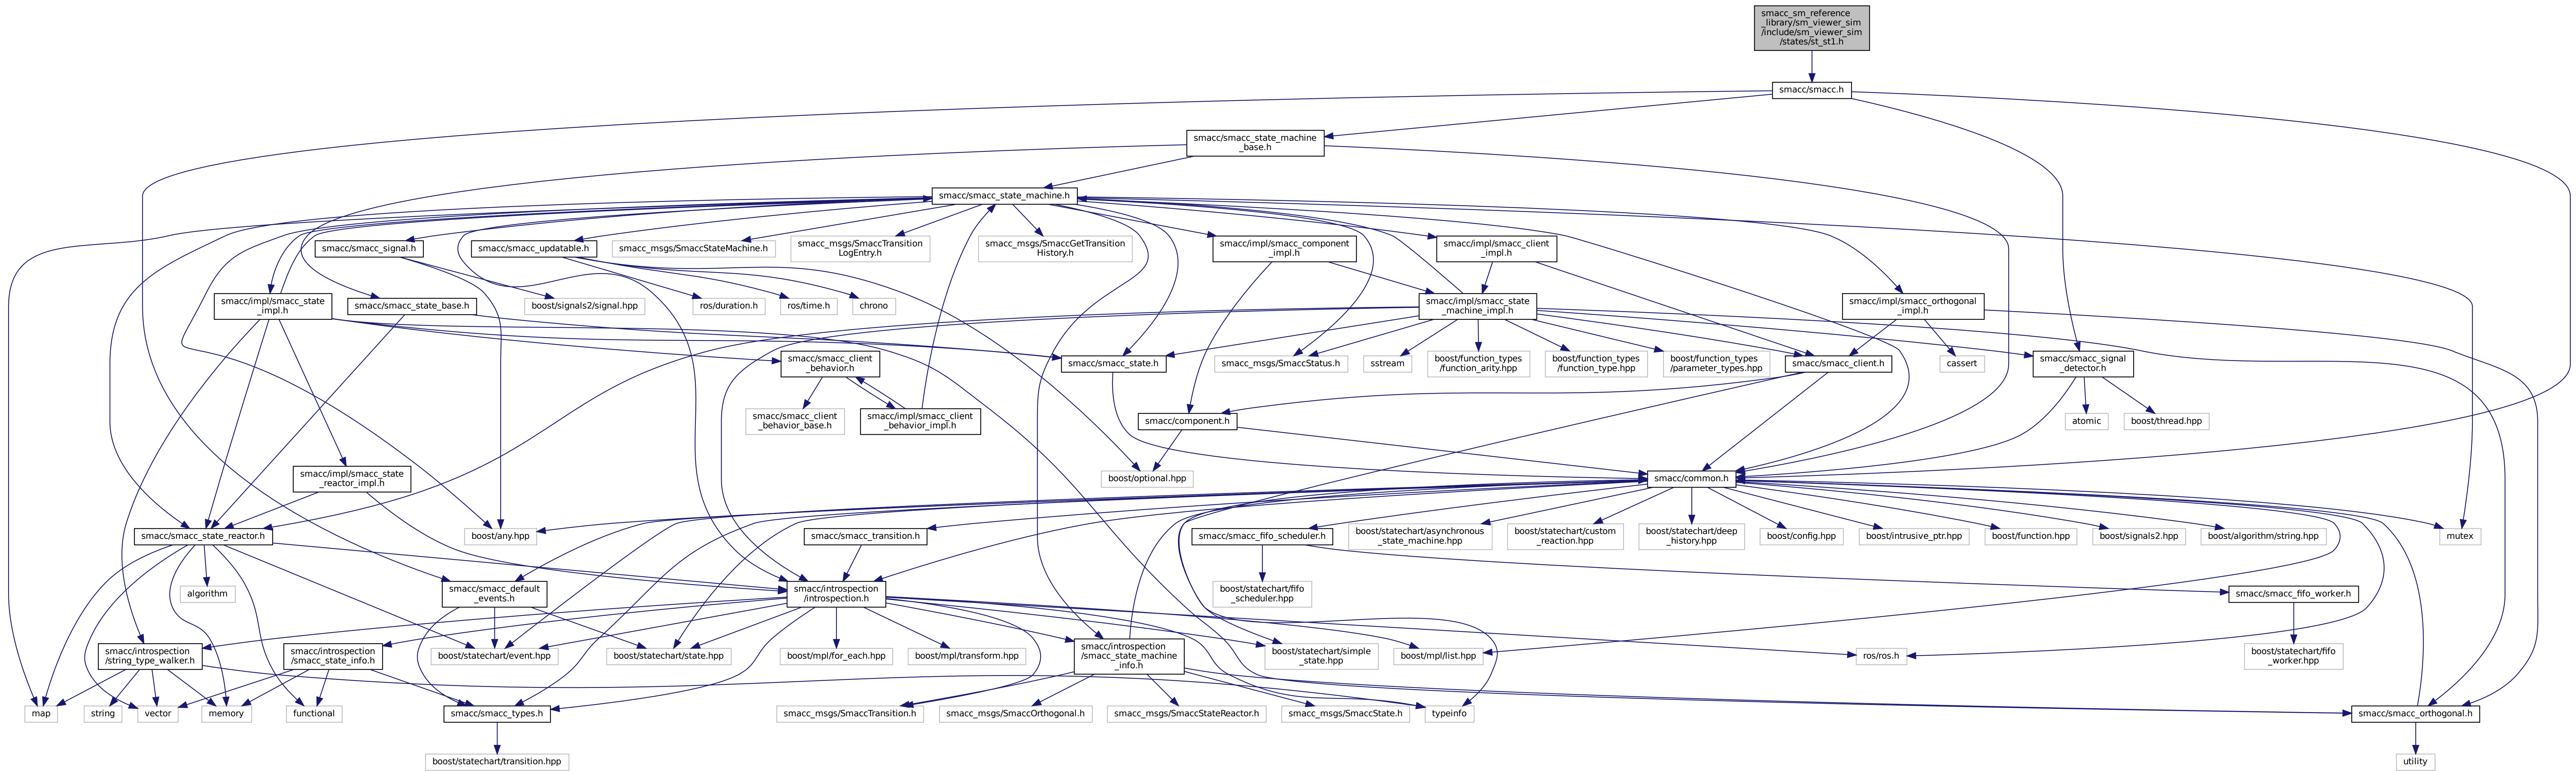 smacc_sm_reference
_library/sm_viewer_sim
/include/sm_viewer_sim
/states/st_st1.h
smacc/smacc.h
smacc/smacc_state_machine
_base.h
smacc/smacc_state_machine.h
smacc/smacc_signal.h
smacc/smacc_updatable.h
smacc_msgs/SmaccStateMachine.h
smacc_msgs/SmaccTransition
LogEntry.h
smacc_msgs/SmaccGetTransition
History.h
smacc/impl/smacc_component
_impl.h
smacc/impl/smacc_client
_impl.h
smacc/impl/smacc_state
_impl.h
smacc/smacc_state_base.h
boost/signals2/signal.hpp
ros/duration.h
ros/time.h
chrono
smacc/impl/smacc_state
_machine_impl.h
smacc/impl/smacc_orthogonal
_impl.h
smacc/smacc_client
_behavior.h
smacc/smacc_state.h
smacc_msgs/SmaccStatus.h
sstream
boost/function_types
/function_arity.hpp
boost/function_types
/function_type.hpp
boost/function_types
/parameter_types.hpp
smacc/smacc_client.h
cassert
smacc/smacc_signal
_detector.h
smacc/smacc_client
_behavior_base.h
smacc/impl/smacc_client
_behavior_impl.h
smacc/component.h
atomic
boost/thread.hpp
smacc/impl/smacc_state
_reactor_impl.h
boost/optional.hpp
smacc/common.h
smacc/smacc_state_reactor.h
boost/any.hpp
smacc/smacc_transition.h
smacc/smacc_fifo_scheduler.h
boost/statechart/asynchronous
_state_machine.hpp
boost/statechart/custom
_reaction.hpp
boost/statechart/deep
_history.hpp
boost/config.hpp
boost/intrusive_ptr.hpp
boost/function.hpp
boost/signals2.hpp
boost/algorithm/string.hpp
mutex
algorithm
smacc/smacc_default
_events.h
smacc/introspection
/introspection.h
boost/statechart/fifo
_scheduler.hpp
smacc/smacc_fifo_worker.h
smacc/introspection
/string_type_walker.h
smacc/introspection
/smacc_state_info.h
boost/statechart/event.hpp
boost/statechart/state.hpp
boost/mpl/for_each.hpp
boost/mpl/transform.hpp
smacc/introspection
/smacc_state_machine
_info.h
boost/statechart/simple
_state.hpp
boost/mpl/list.hpp
ros/ros.h
boost/statechart/fifo
_worker.hpp
map
string
vector
memory
functional
smacc/smacc_types.h
smacc_msgs/SmaccTransition.h
smacc_msgs/SmaccOrthogonal.h
smacc_msgs/SmaccStateReactor.h
smacc_msgs/SmaccState.h
typeinfo
smacc/smacc_orthogonal.h
boost/statechart/transition.hpp
utility